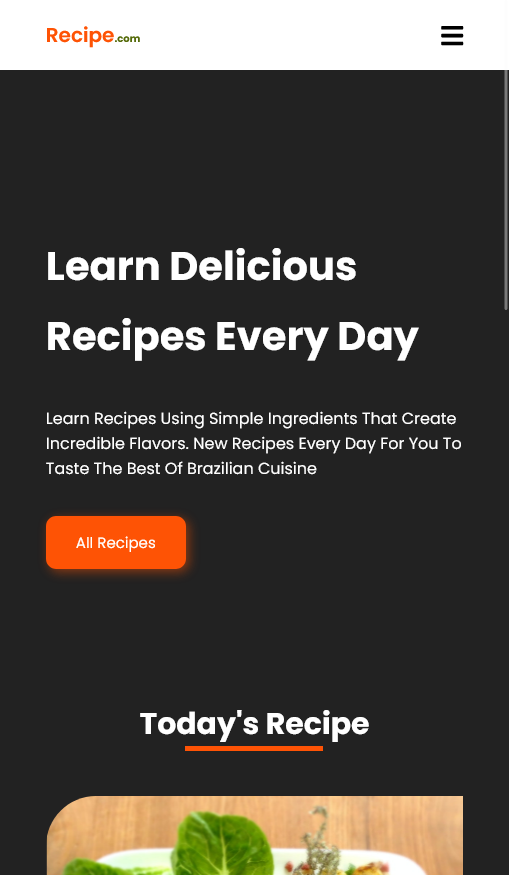 Recipe.com
Learn Delicious
Recipes Every Day
Learn Recipes Using Simple Ingredients That Create
Incredible Flavors. New Recipes Every Day For You To
Taste The Best Of Brazilian Cuisine
All Recipes
Today's Recipe